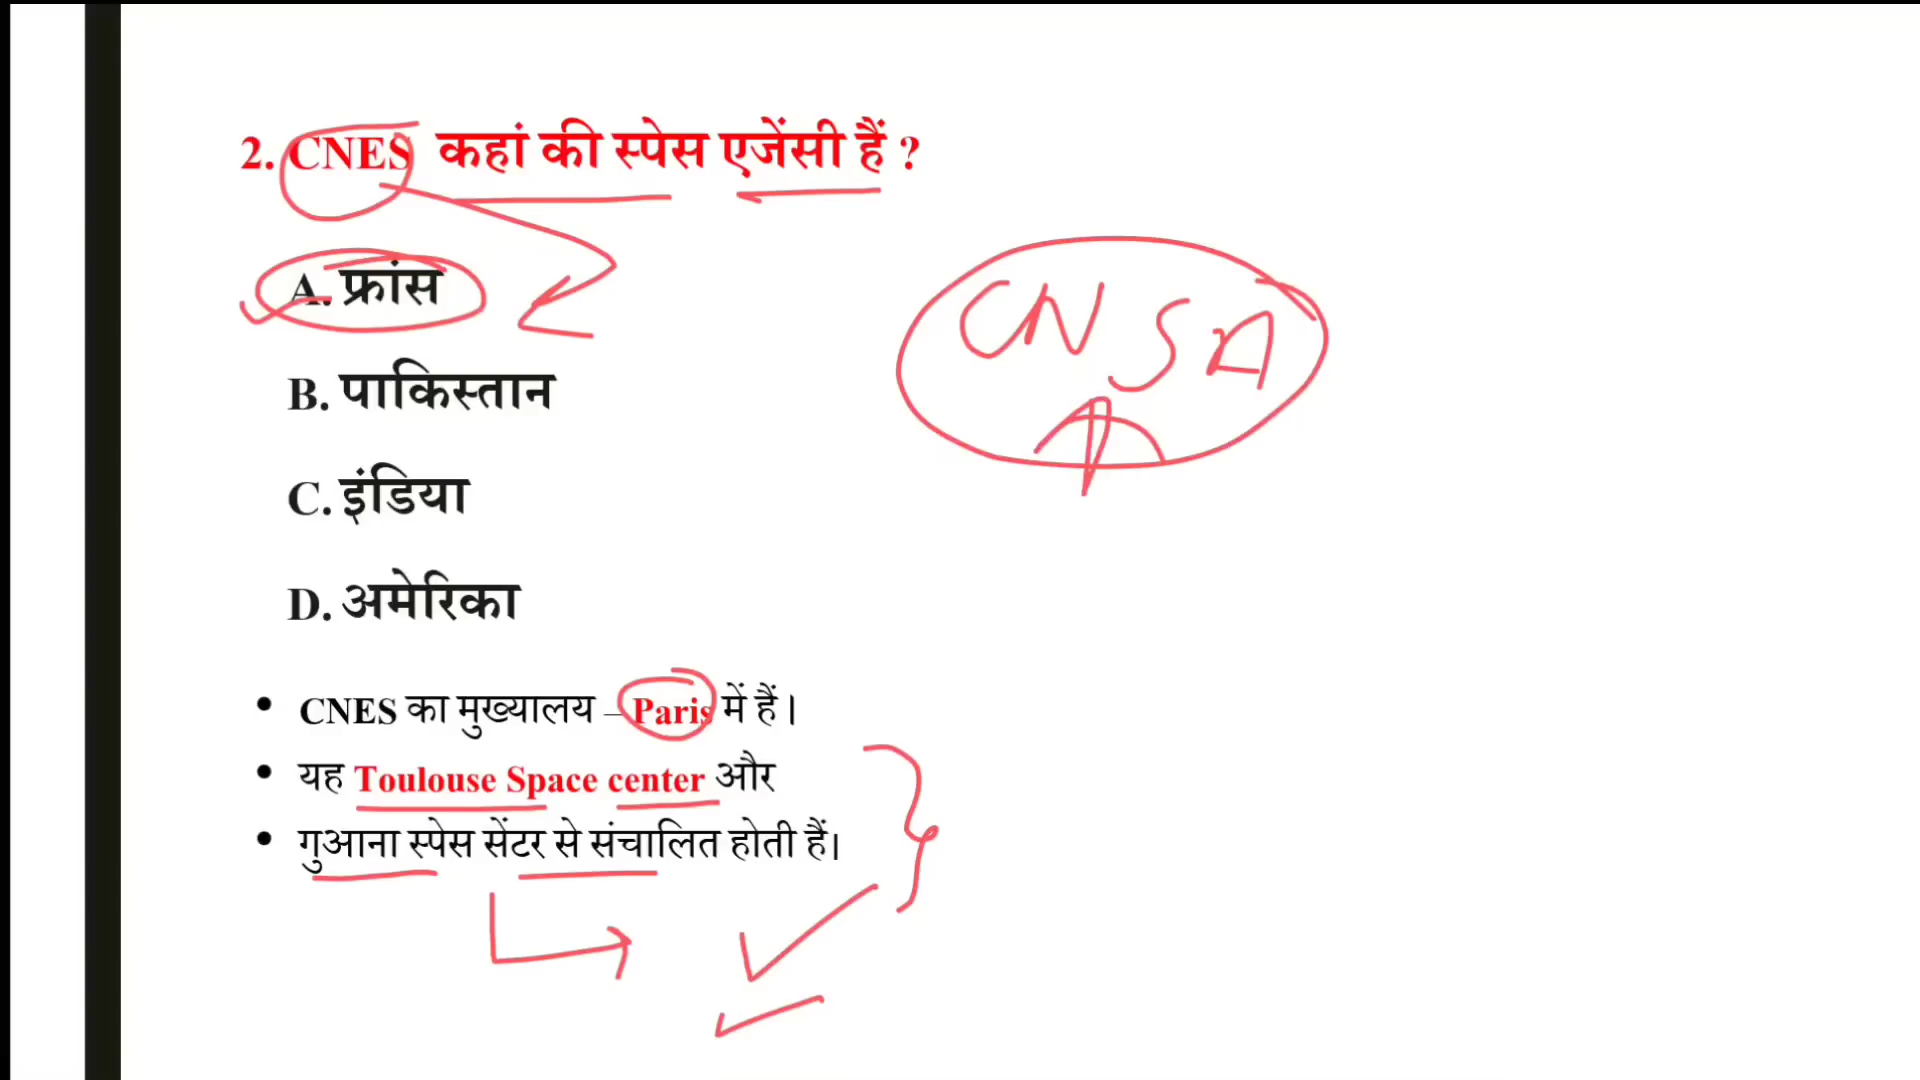 2. CNES कहां की स्पेस एजेंसी हैं ?
A. फ्रांस
CNSA
B. पाकिस्तान
C. इंडिया
D. अमेरिका
• CNES का मुख्यालय – Paris में हैं।
• यह Toulouse Space center और
• गुआना स्पेस सेंटर से संचालित होती हैं।